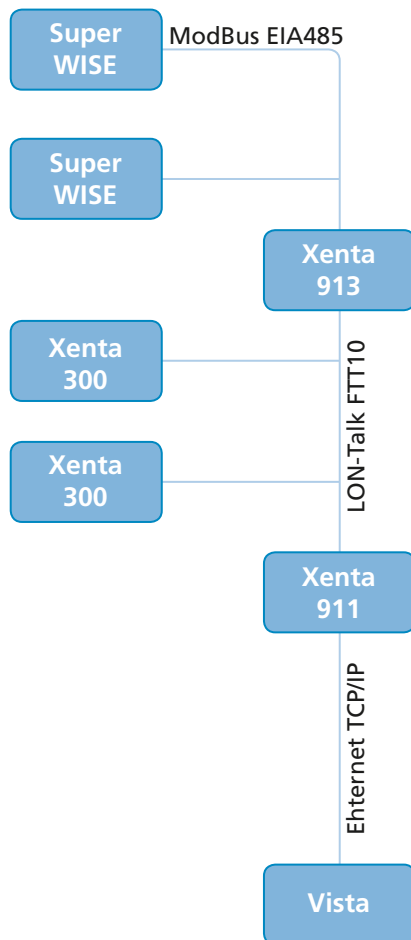 Super
WISE
ModBus EIA485
Super
WISE
Xenta
913
Xenta
300
LON-Talk FTT10
Xenta
300
Xenta
911
Ehternet TCP/IP
Vista